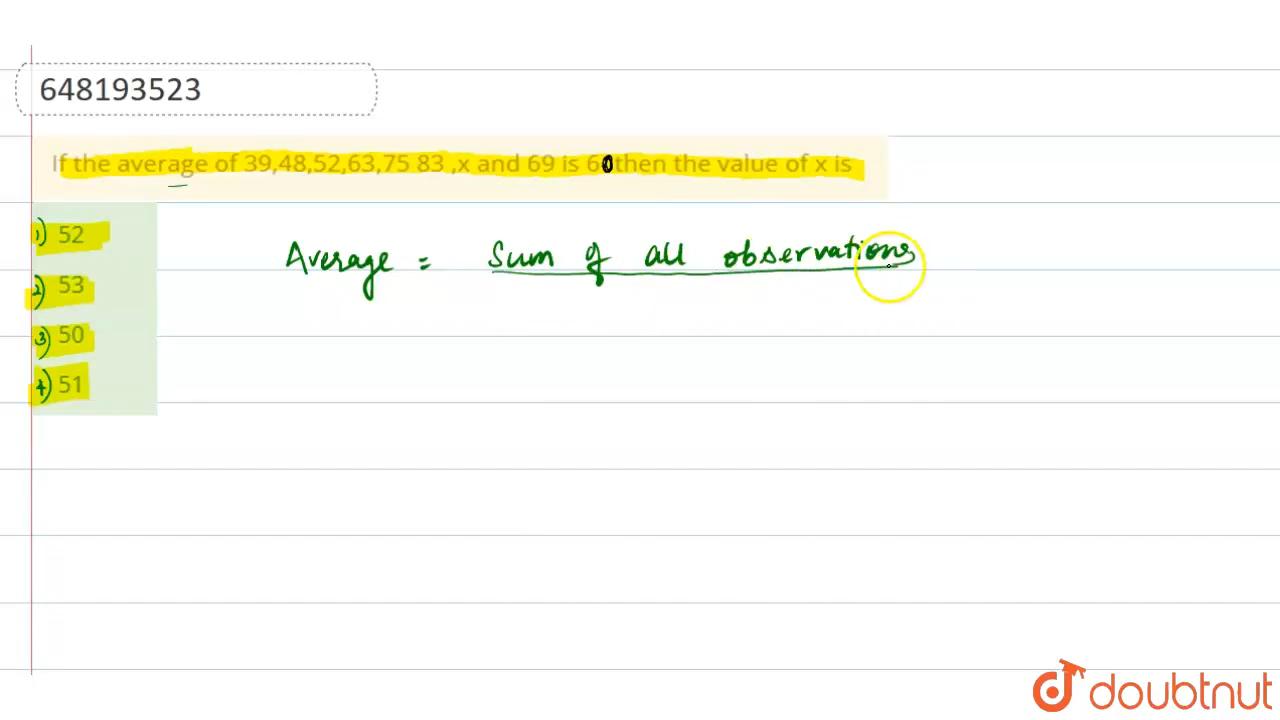 648193523
If the average of 39,48,52,63,75 83 ,x and 69 is 60 then the value of x is
1) 52
2) 53
3) 50
4) 51
Average = Sum of all observations
doubtnut